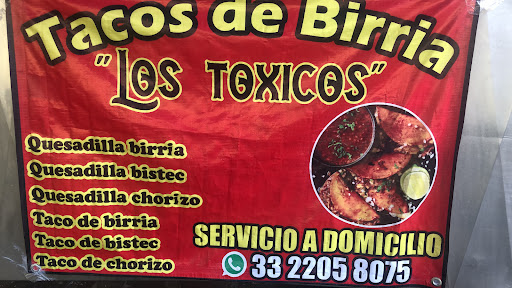 Tacos de Birria
"Los TOXICOS"
Quesadilla birria
Quesadilla bistec
Quesadilla chorizo
Taco de birria
Taco de bistec
Taco de chorizo
SERVICIO A DOMICILIO
33 2205 8075